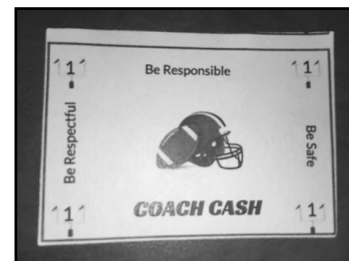 1 1
Be Responsible
Be Respectful
Be Safe
COACH CASH
1 1